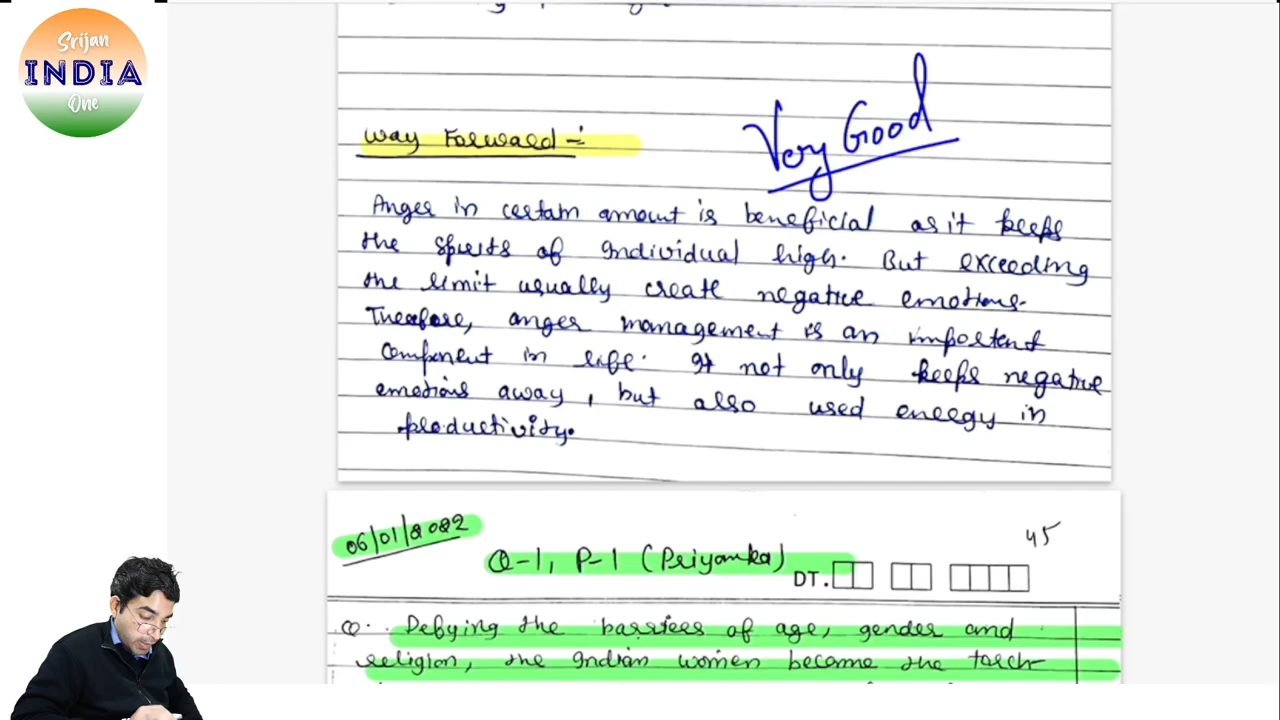 Srijan
INDIA
One
Very Good
Way Forward :-
Anger in certain amount is beneficial as it keeps
the spirits of individual high. But exceeding
the limit usually create negative emotions.
Therefore, anger management is an important
component in life. It not only keeps negative
emotions away, but also used energy in
productivity.
06/01/2022
45
Q-1, P-1 (Priyanka)
DT.
Q. Defying the barriers of age, gender and
religion, the Indian women become the torch-